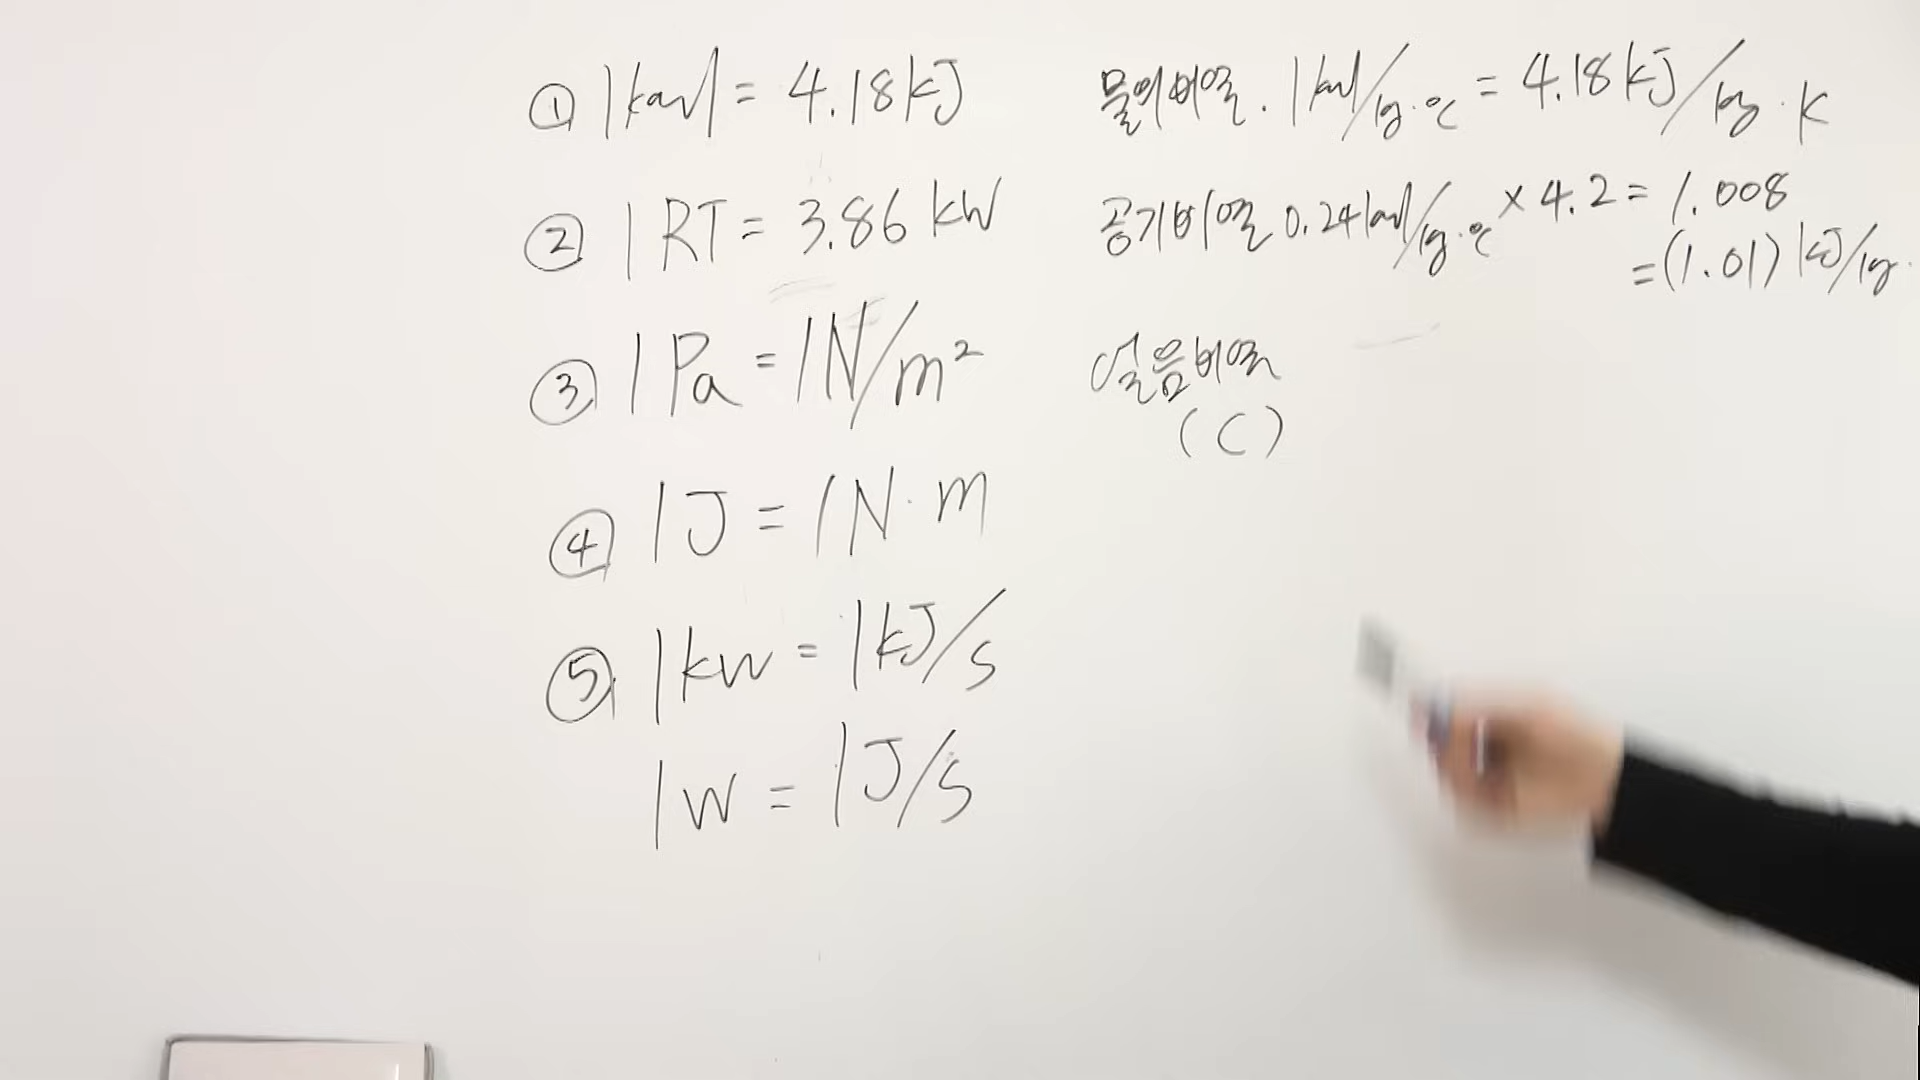 ① 1kcal = 4.18kJ
② 1RT = 3.86 kW
③ 1Pa = 1N/m²
④ 1J = 1N·m
⑤ 1kW = 1kJ/s
1W = 1J/s
물의비열. 1kcal/kg·℃ = 4.18kJ/kg·K
공기비열 0.24kcal/kg·℃ × 4.2 = 1.008
=(1.01) kJ/kg·
얼음비열
(C)